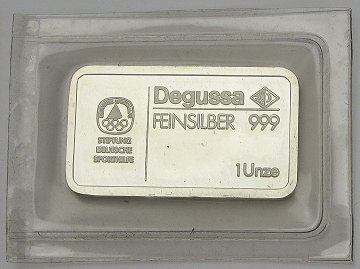 Degussa
FEINSILBER 999
1 Unze
STIFTUNG
DEUTSCHE
SPORTHILFE